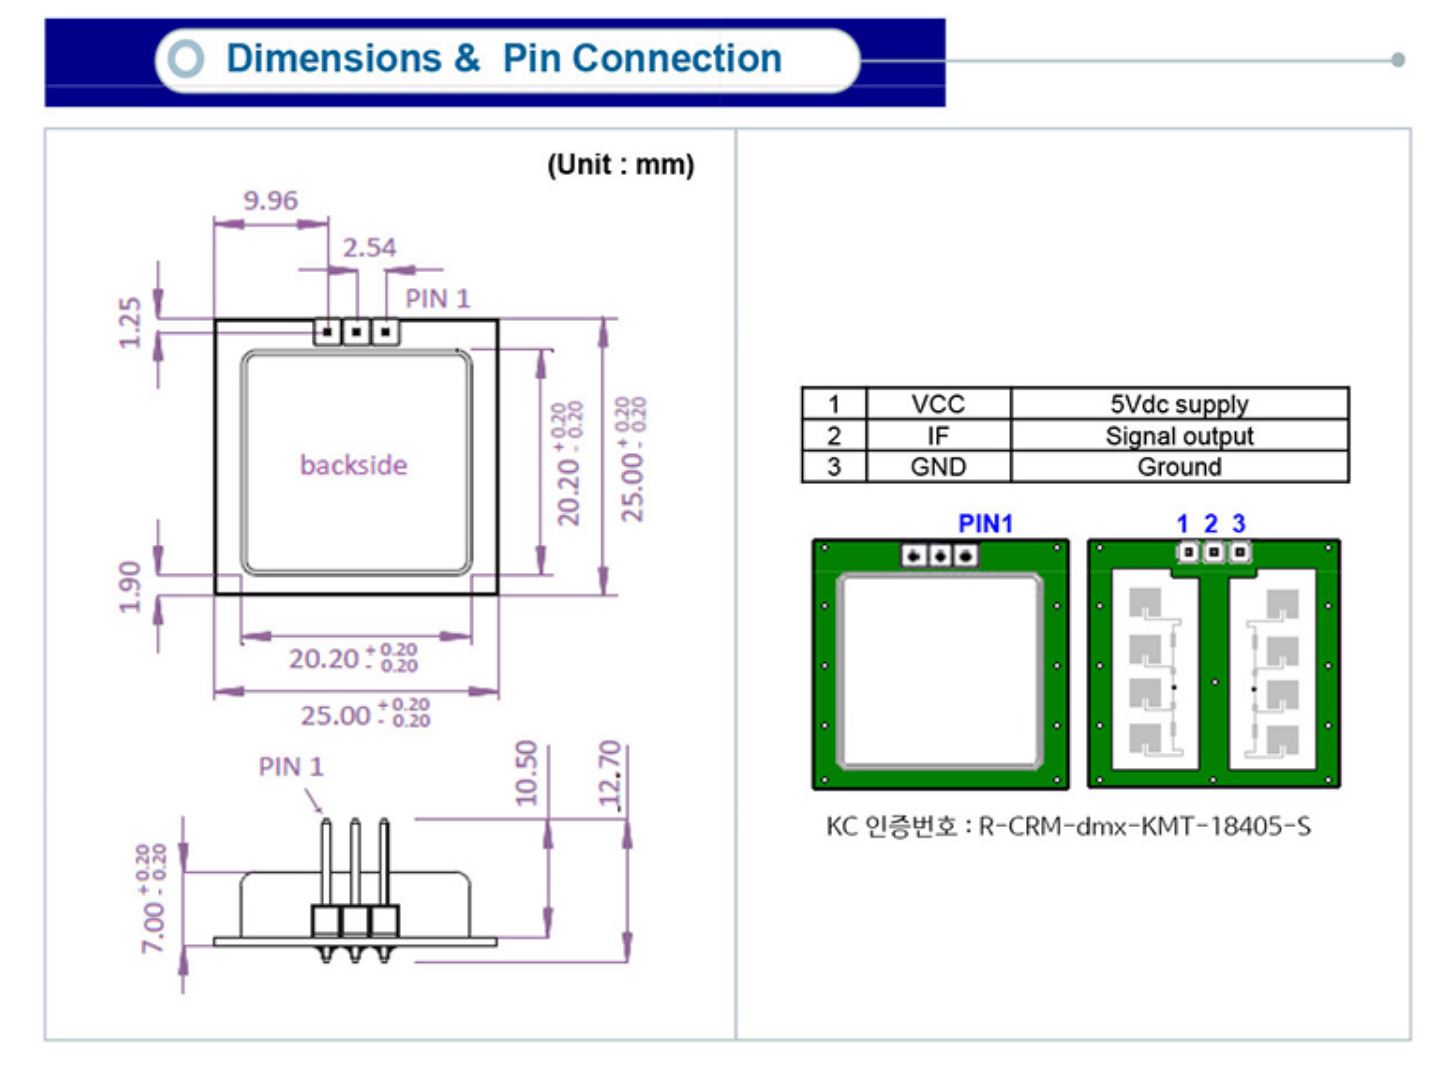 Dimensions & Pin Connection
(Unit : mm)
9.96
2.54
PIN 1
1.25
backside
20.20 + 0.20 - 0.20
25.00 + 0.20 - 0.20
1.90
20.20 + 0.20 - 0.20
25.00 + 0.20 - 0.20
PIN 1
10.50
12.70
7.00 + 0.20 - 0.20
1 VCC 5Vdc supply
2 IF Signal output
3 GND Ground
PIN1
1 2 3
KC 인증번호 : R-CRM-dmx-KMT-18405-S